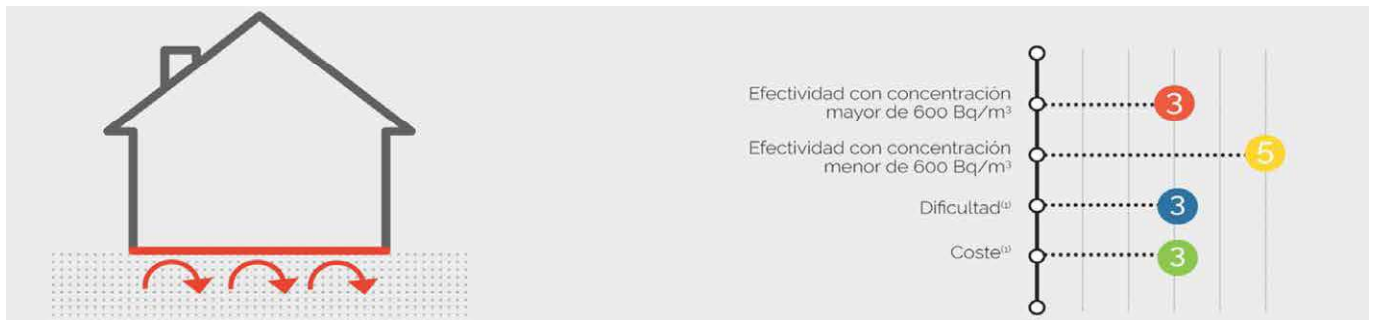 Efectividad con concentración
mayor de 600 Bq/m³
3
Efectividad con concentración
menor de 600 Bq/m³
5
Dificultad⁽¹⁾
3
Coste⁽¹⁾
3